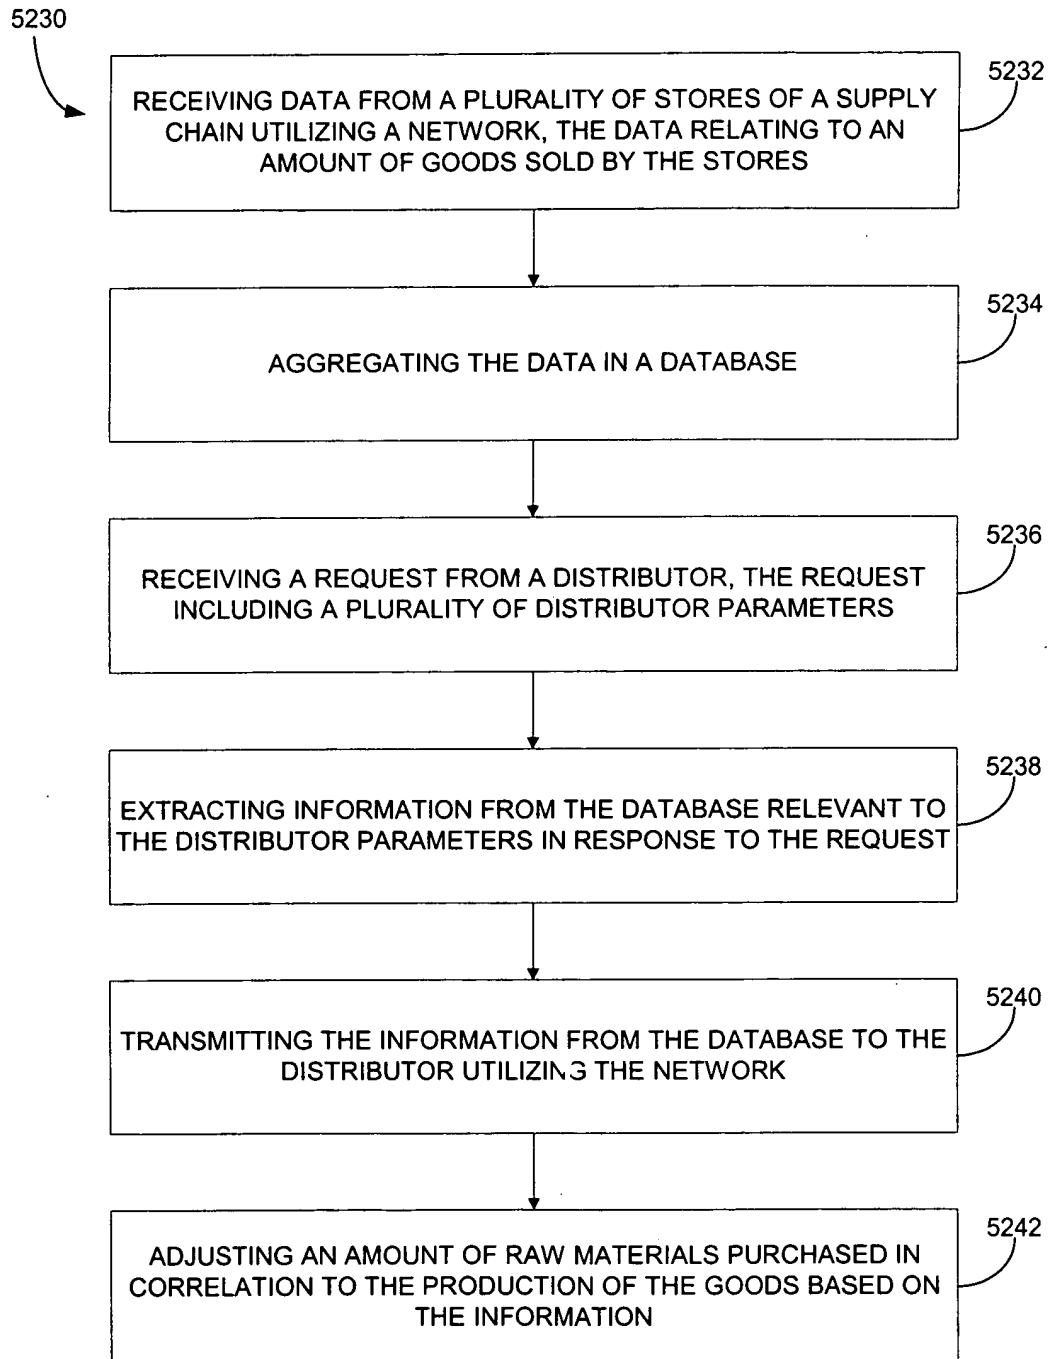 5230
5232
RECEIVING DATA FROM A PLURALITY OF STORES OF A SUPPLY
CHAIN UTILIZING A NETWORK, THE DATA RELATING TO AN
AMOUNT OF GOODS SOLD BY THE STORES
5234
AGGREGATING THE DATA IN A DATABASE
5236
RECEIVING A REQUEST FROM A DISTRIBUTOR, THE REQUEST
INCLUDING A PLURALITY OF DISTRIBUTOR PARAMETERS
5238
EXTRACTING INFORMATION FROM THE DATABASE RELEVANT TO
THE DISTRIBUTOR PARAMETERS IN RESPONSE TO THE REQUEST
5240
TRANSMITTING THE INFORMATION FROM THE DATABASE TO THE
DISTRIBUTOR UTILIZING THE NETWORK
5242
ADJUSTING AN AMOUNT OF RAW MATERIALS PURCHASED IN
CORRELATION TO THE PRODUCTION OF THE GOODS BASED ON
THE INFORMATION